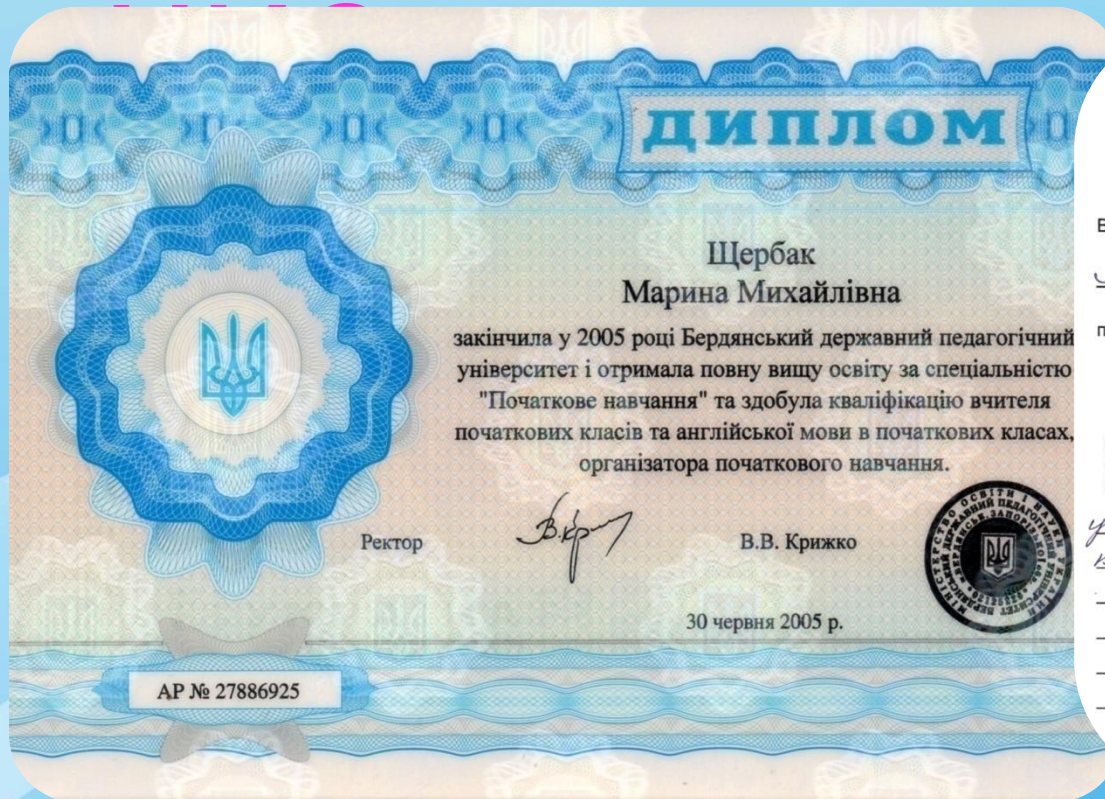 ДИПЛОМ
Щербак
Марина Михайлівна
закінчила у 2005 році Бердянський державний педагогічний
університет і отримала повну вищу освіту за спеціальністю
"Початкове навчання" та здобула кваліфікацію вчителя
початкових класів та англійської мови в початкових класах,
організатора початкового навчання.
Ректор
В.В. Крижко
30 червня 2005 р.
АР № 27886925